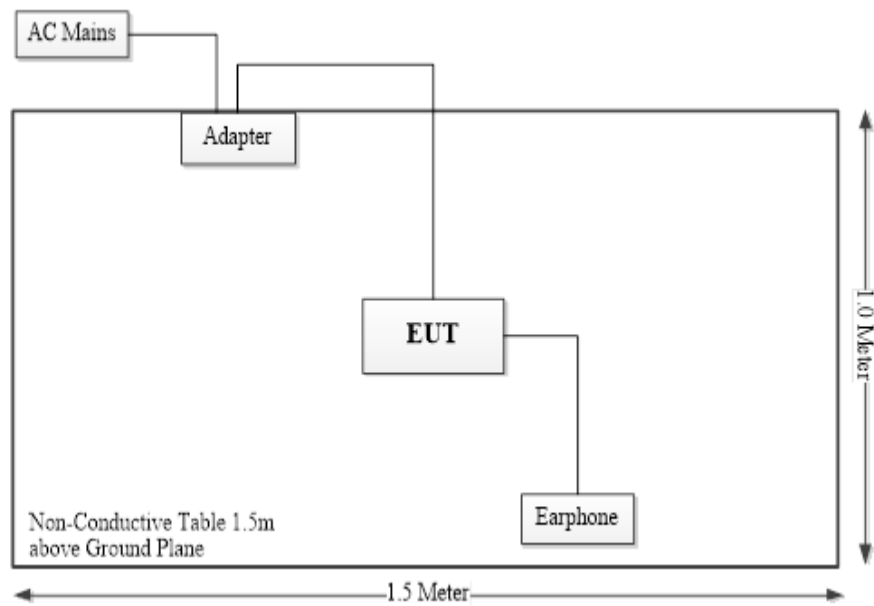 AC Mains
Adapter
EUT
1.0 Meter
Earphone
Non-Conductive Table 1.5m
above Ground Plane
1.5 Meter